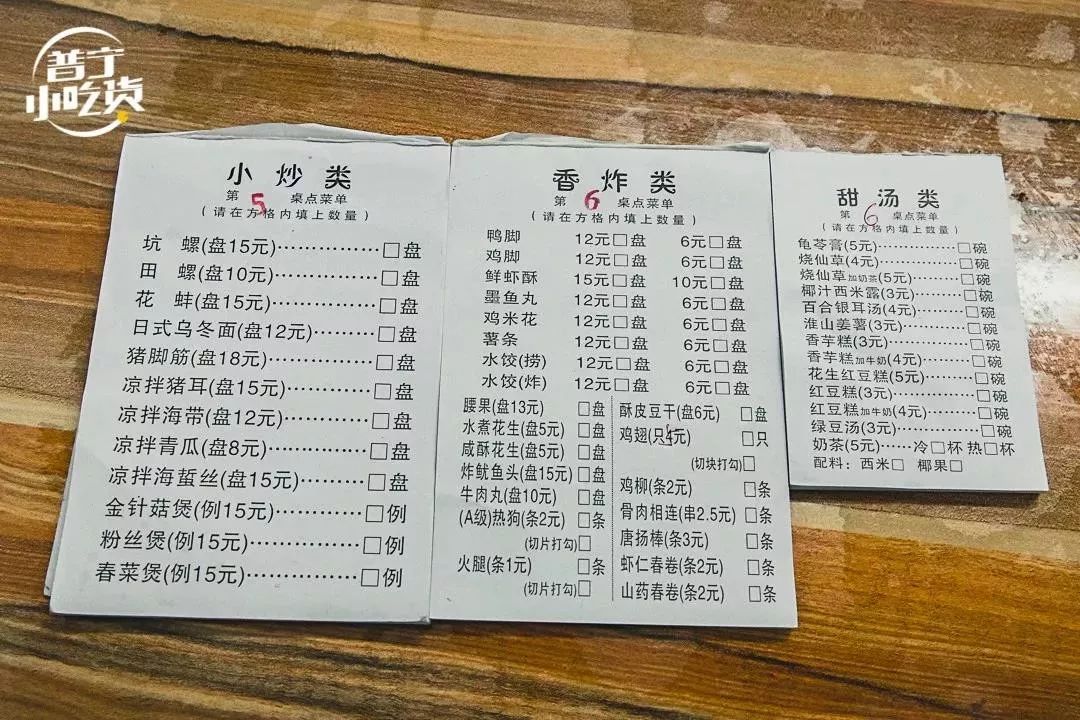 普宁
小吃货
小炒类
第5桌点菜单
(请在方格内填上数量)
坑 螺(盘15元)················□盘
田 螺(盘10元)················□盘
花 蚌(盘15元)················□盘
日式乌冬面(盘12元)········□盘
猪脚筋(盘18元)··············□盘
凉拌猪耳(盘15元)···········□盘
凉拌海带(盘12元)···········□盘
凉拌青瓜(盘8元)·············□盘
凉拌海蜇丝(盘15元)········□盘
金针菇煲(例15元)···········□例
粉丝煲(例15元)··············□例
春菜煲(例15元)··············□例
香炸类
第6桌点菜单
(请在方格内填上数量)
鸭脚 12元□盘 6元□盘
鸡脚 12元□盘 6元□盘
鲜虾酥 15元□盘 10元□盘
墨鱼丸 12元□盘 6元□盘
鸡米花 12元□盘 6元□盘
薯条 12元□盘 6元□盘
水饺(捞) 12元□盘 6元□盘
水饺(炸) 12元□盘 6元□盘
腰果(盘13元) □盘
水煮花生(盘5元) □盘
咸酥花生(盘5元) □盘
炸鱿鱼头(盘15元) □盘
牛肉丸(盘10元) □盘
(A级)热狗(条2元) □条
(切片打勾)□
火腿(条1元) □条
(切片打勾)□
酥皮豆干(盘6元) □盘
鸡翅(只元) □只
(切块打勾)□
鸡柳(条2元) □条
骨肉相连(串2.5元) □条
唐扬棒(条3元) □条
虾仁春卷(条2元) □条
山药春卷(条2元) □条
甜汤类
第6桌点菜单
(请在方格内填上数量)
龟苓膏(5元)··············□碗
烧仙草(4元)··············□碗
烧仙草加奶茶(5元)········□碗
椰汁西米露(3元)·········□碗
百合银耳汤(4元)·········□碗
淮山姜薯(3元)···········□碗
香芋糕(3元)··············□碗
香芋糕加牛奶(4元)········□碗
花生红豆糕(5元)·········□碗
红豆糕(3元)··············□碗
红豆糕加牛奶(4元)········□碗
绿豆汤(3元)··············□碗
奶茶(5元)······冷□杯 热□杯
配料：西米□ 椰果□